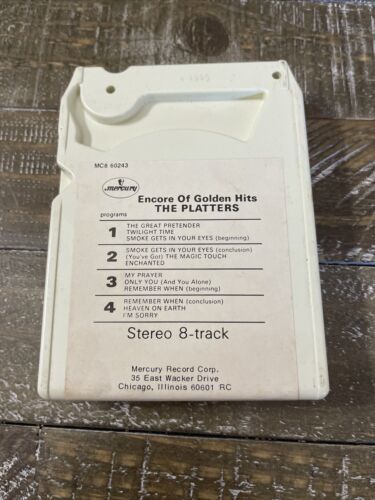 MC8 60243
mercury
Encore Of Golden Hits
THE PLATTERS
programs
1
THE GREAT PRETENDER
TWILIGHT TIME
SMOKE GETS IN YOUR EYES (beginning)
2
SMOKE GETS IN YOUR EYES (conclusion)
(You've Got) THE MAGIC TOUCH
ENCHANTED
3
MY PRAYER
ONLY YOU (And You Alone)
REMEMBER WHEN (beginning)
4
REMEMBER WHEN (conclusion)
HEAVEN ON EARTH
I'M SORRY
Stereo 8-track
Mercury Record Corp.
35 East Wacker Drive
Chicago, Illinois 60601 RC